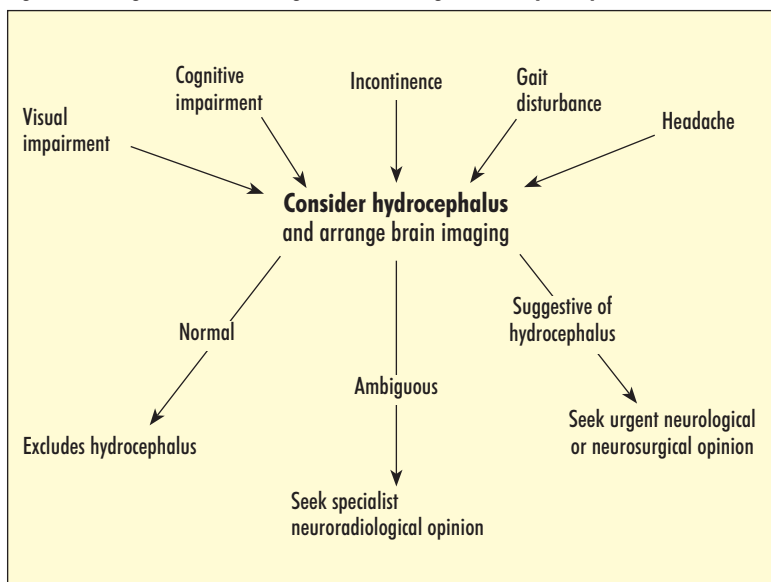 Visual
impairment
Cognitive
impairment
Incontinence
Gait
disturbance
Headache
Consider hydrocephalus
and arrange brain imaging
Normal
Ambiguous
Suggestive of
hydrocephalus
Excludes hydrocephalus
Seek specialist
neuroradiological opinion
Seek urgent neurological
or neurosurgical opinion